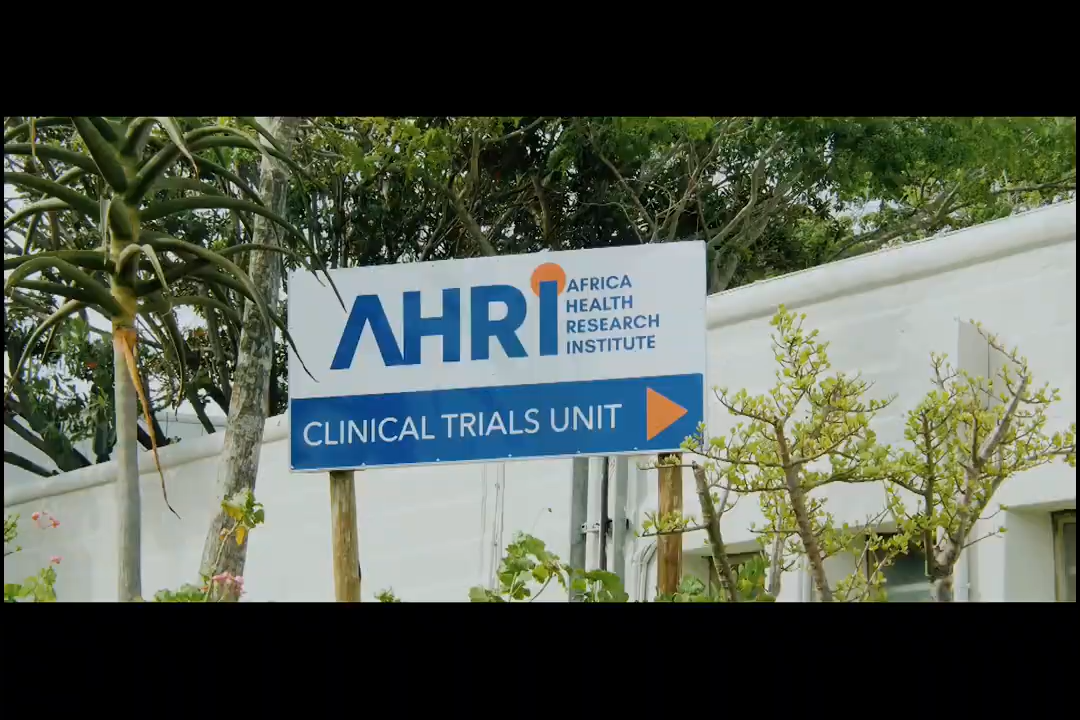 AHRI
AFRICA
HEALTH
RESEARCH
INSTITUTE
CLINICAL TRIALS UNIT